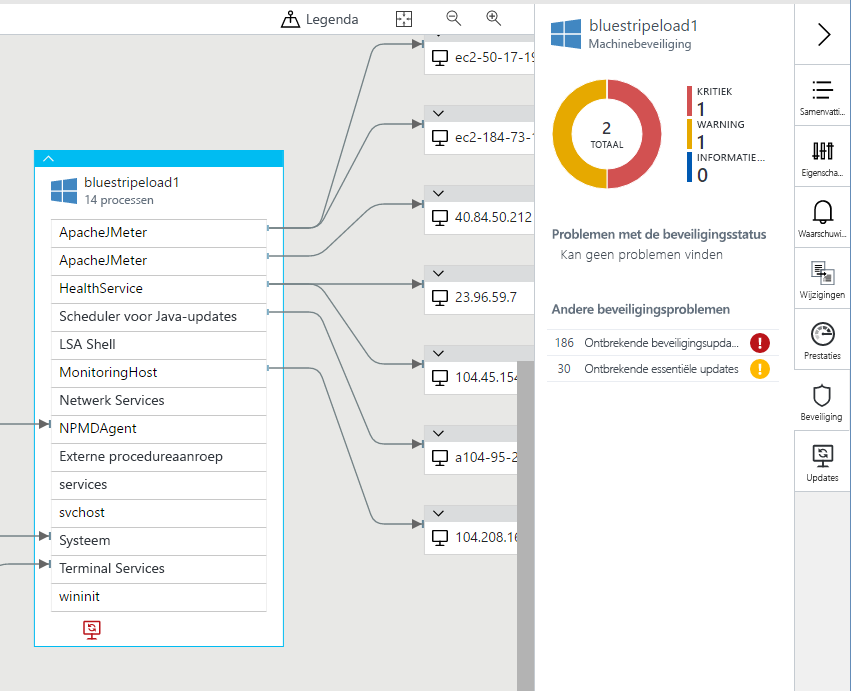 Legenda
bluestripeload1
14 processen
ApacheJMeter
ApacheJMeter
HealthService
Scheduler voor Java-updates
LSA Shell
MonitoringHost
Netwerk Services
NPMDAgent
Externe procedureaanroep
services
svchost
Systeem
Terminal Services
wininit
ec2-50-17-19
ec2-184-73-1
40.84.50.212
23.96.59.7
104.45.154
a104-95-2
104.208.16
bluestripeload1
Machinebeveiliging
2
TOTAAL
KRITIEK
1
WARNING
1
INFORMATIE...
0
Problemen met de beveiligingsstatus
Kan geen problemen vinden
Andere beveiligingsproblemen
186 Ontbrekende beveiligingsupda...
30 Ontbrekende essentiële updates
Samenvatti...
Eigenscha...
Waarschuwi...
Wijzigingen
Prestaties
Beveiliging
Updates